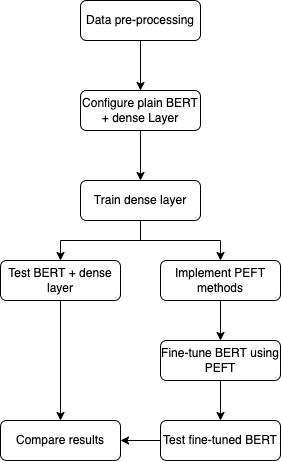 Data pre-processing
Configure plain BERT
+ dense Layer
Train dense layer
Test BERT + dense
layer
Implement PEFT
methods
Fine-tune BERT using
PEFT
Compare results
Test fine-tuned BERT